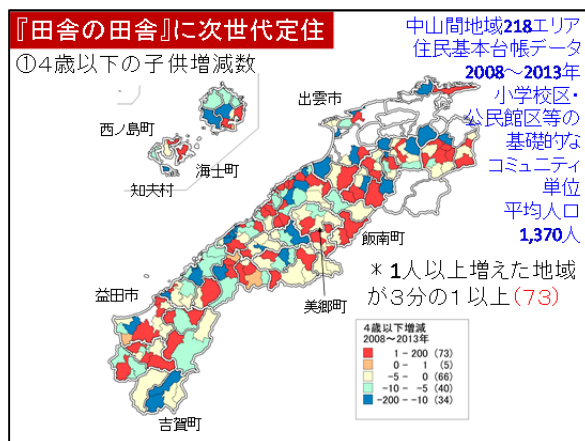 『田舎の田舎』に次世代定住
①４歳以下の子供増減数
中山間地域218エリア
住民基本台帳データ
2008～2013年
小学校区・
公民館区等の
基礎的な
コミュニティ
単位
平均人口
1,370人
＊1人以上増えた地域
が３分の１以上(73)
出雲市
西ノ島町
海士町
知夫村
飯南町
美郷町
益田市
吉賀町
4歳以下増減
2008～2013年
1 - 200 (73)
0 - 1 (5)
-5 - 0 (66)
-10 - -5 (40)
-200 - -10 (34)